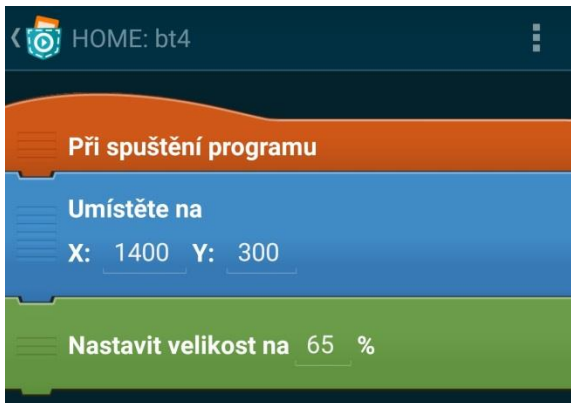 HOME: bt4
Při spuštění programu
Umístěte na
X: 1400 Y: 300
Nastavit velikost na 65 %